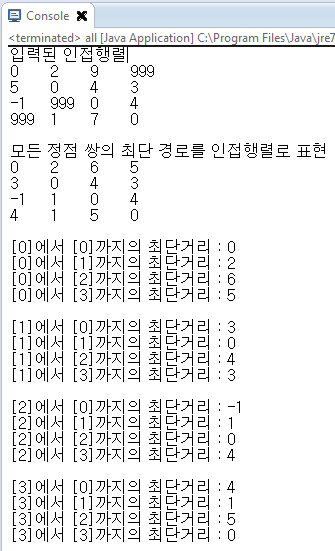 Console
<terminated> all [Java Application] C:\Program Files\Java\jre7
입력된 인접행렬
0 2 9 999
5 0 4 3
-1 999 0 4
999 1 7 0
모든 정점 쌍의 최단 경로를 인접행렬로 표현
0 2 6 5
3 0 4 3
-1 1 0 4
4 1 5 0
[0]에서 [0]까지의 최단거리 : 0
[0]에서 [1]까지의 최단거리 : 2
[0]에서 [2]까지의 최단거리 : 6
[0]에서 [3]까지의 최단거리 : 5
[1]에서 [0]까지의 최단거리 : 3
[1]에서 [1]까지의 최단거리 : 0
[1]에서 [2]까지의 최단거리 : 4
[1]에서 [3]까지의 최단거리 : 3
[2]에서 [0]까지의 최단거리 : -1
[2]에서 [1]까지의 최단거리 : 1
[2]에서 [2]까지의 최단거리 : 0
[2]에서 [3]까지의 최단거리 : 4
[3]에서 [0]까지의 최단거리 : 4
[3]에서 [1]까지의 최단거리 : 1
[3]에서 [2]까지의 최단거리 : 5
[3]에서 [3]까지의 최단거리 : 0